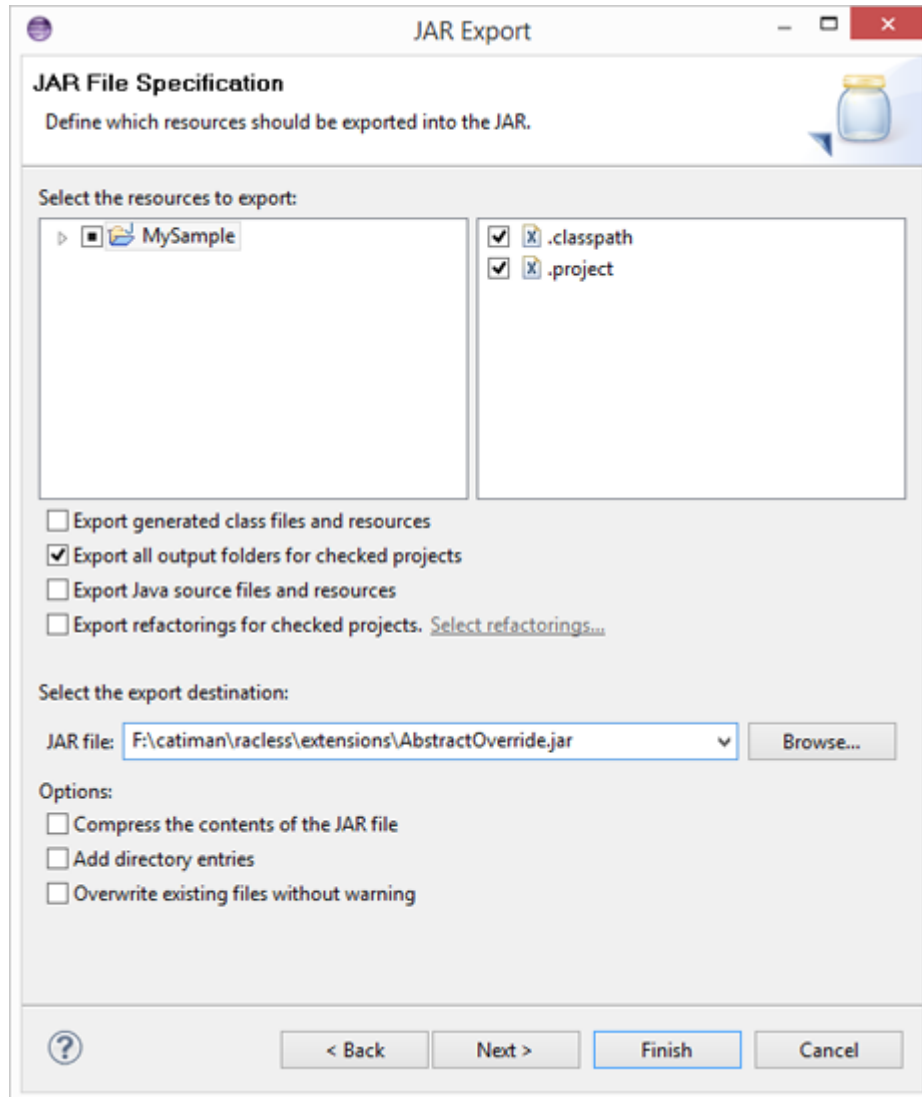 JAR Export
JAR File Specification
Define which resources should be exported into the JAR.
Select the resources to export:
MySample
.classpath
.project
Export generated class files and resources
Export all output folders for checked projects
Export Java source files and resources
Export refactorings for checked projects. Select refactorings...
Select the export destination:
JAR file: F:\catiman\racless\extensions\AbstractOverride.jar Browse...
Options:
Compress the contents of the JAR file
Add directory entries
Overwrite existing files without warning
? < Back Next > Finish Cancel